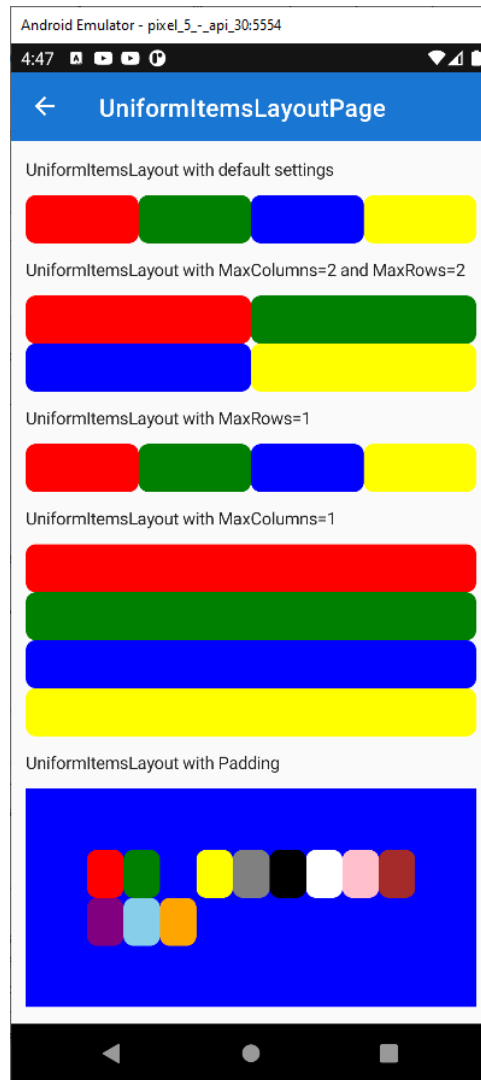 Android Emulator - pixel_5_-_api_30:5554
4:47
UniformItemsLayoutPage
UniformItemsLayout with default settings
UniformItemsLayout with MaxColumns=2 and MaxRows=2
UniformItemsLayout with MaxRows=1
UniformItemsLayout with MaxColumns=1
UniformItemsLayout with Padding